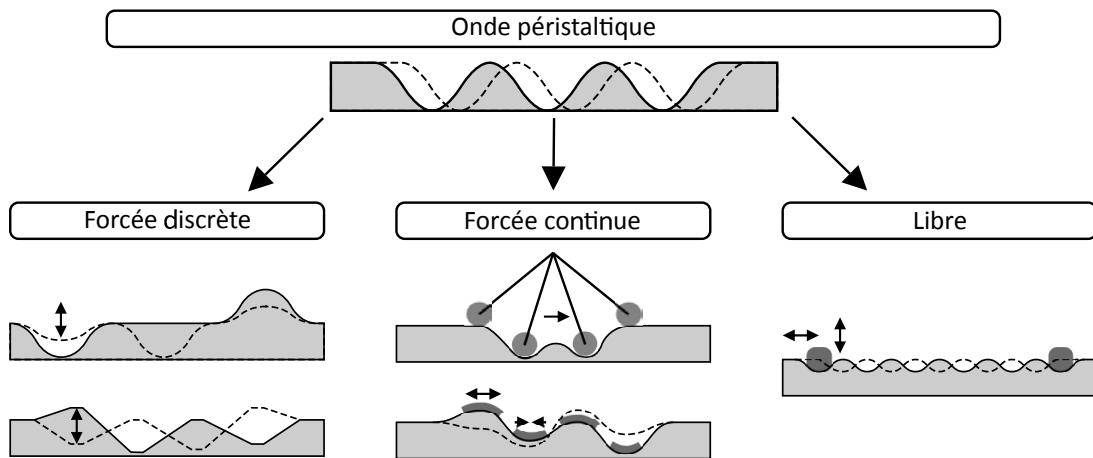 Onde péristaltique
Forcée discrète
Forcée continue
Libre